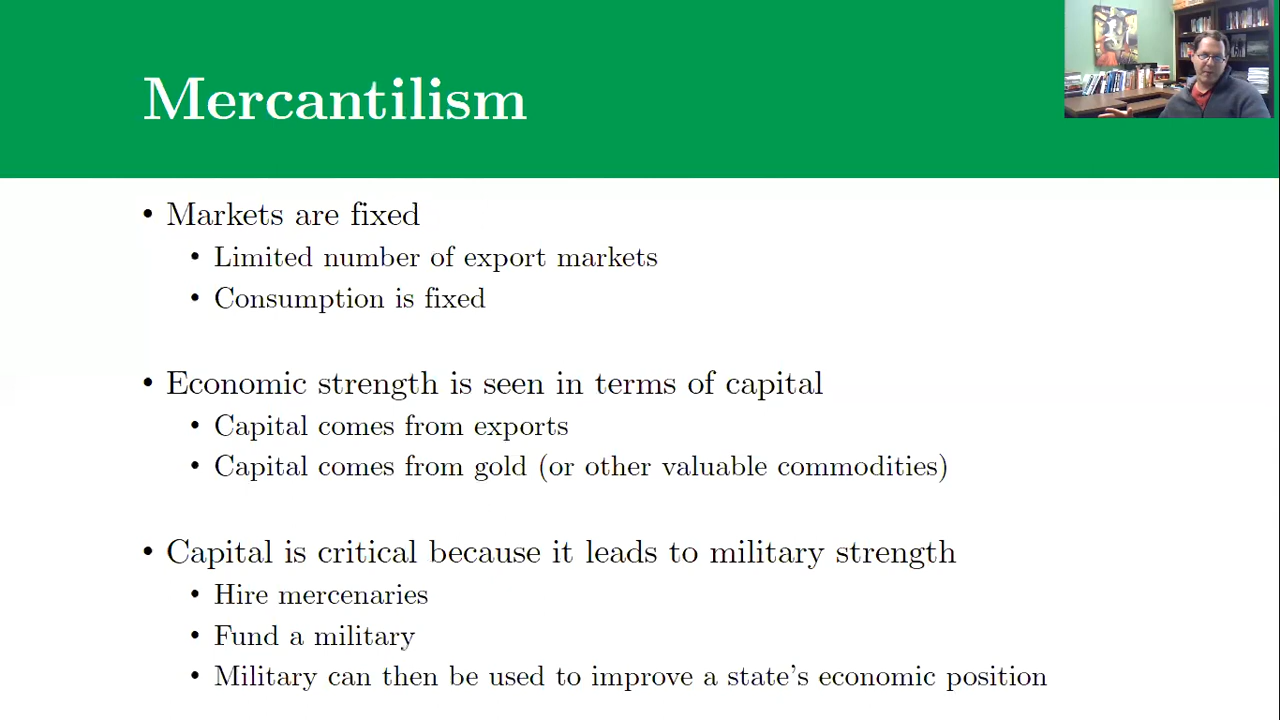 Mercantilism
• Markets are fixed
• Limited number of export markets
• Consumption is fixed
• Economic strength is seen in terms of capital
• Capital comes from exports
• Capital comes from gold (or other valuable commodities)
• Capital is critical because it leads to military strength
• Hire mercenaries
• Fund a military
• Military can then be used to improve a state's economic position